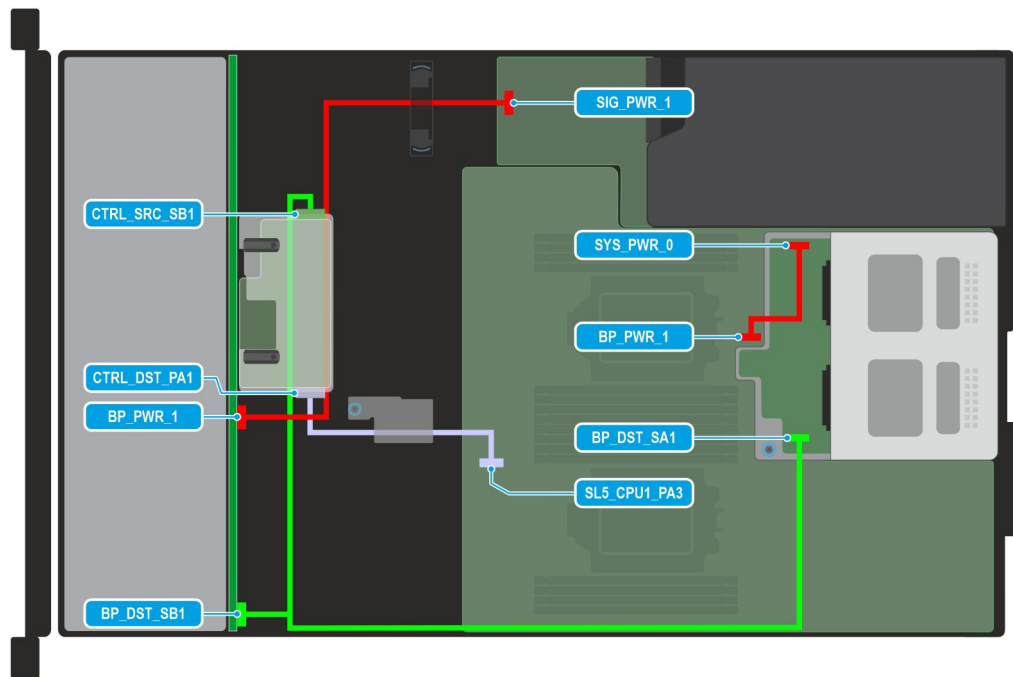 SIG_PWR_1
CTRL_SRC_SB1
SYS_PWR_0
BP_PWR_1
CTRL_DST_PA1
BP_PWR_1
BP_DST_SA1
SL5_CPU1_PA3
BP_DST_SB1